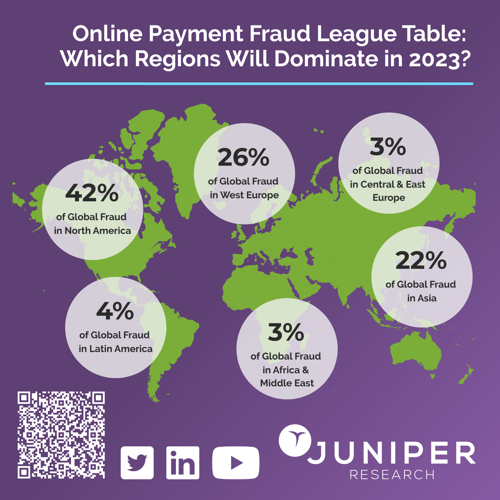 Online Payment Fraud League Table:
Which Regions Will Dominate in 2023?
42%
of Global Fraud
in North America
26%
of Global Fraud
in West Europe
3%
of Global Fraud
in Central & East
Europe
22%
of Global Fraud
in Asia
4%
of Global Fraud
in Latin America
3%
of Global Fraud
in Africa &
Middle East
in
JUNIPER
RESEARCH